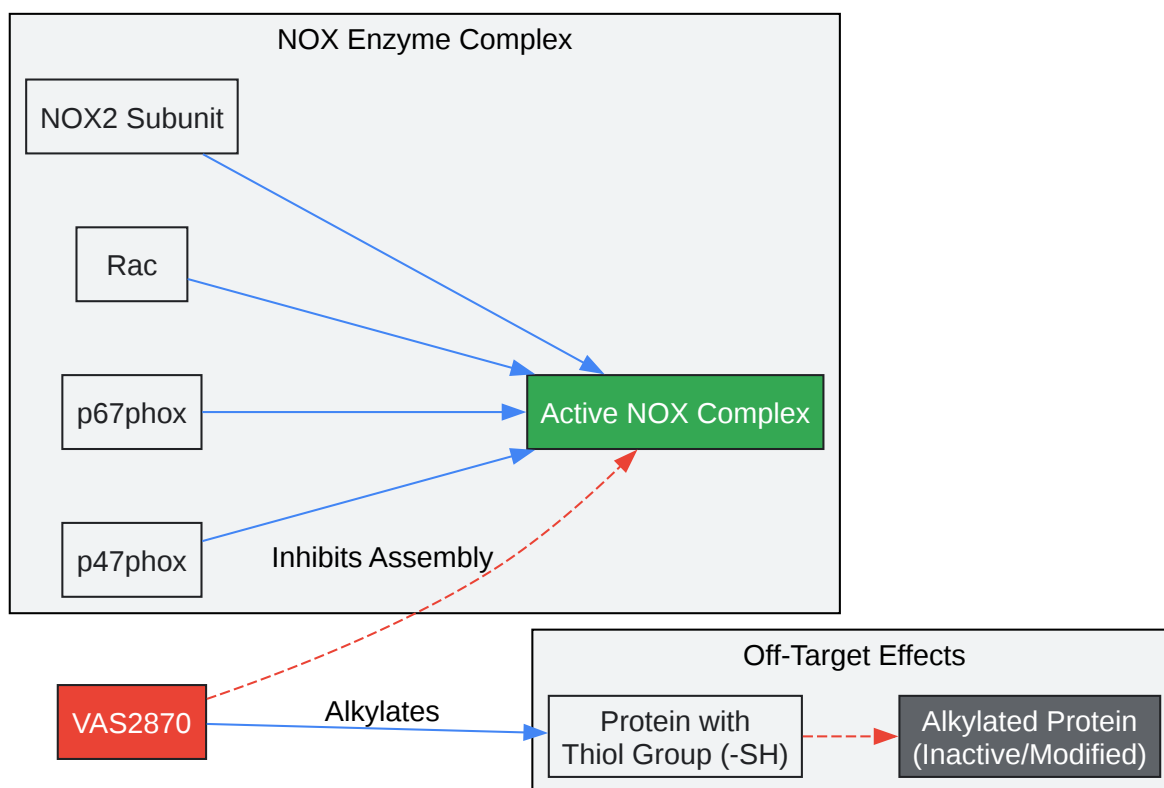 NOX Enzyme Complex
NOX2 Subunit
Rac
p67phox
Active NOX Complex
p47phox
Inhibits Assembly
Off-Target Effects
VAS2870
Alkylates
Protein with
Thiol Group (-SH)
Alkylated Protein
(Inactive/Modified)